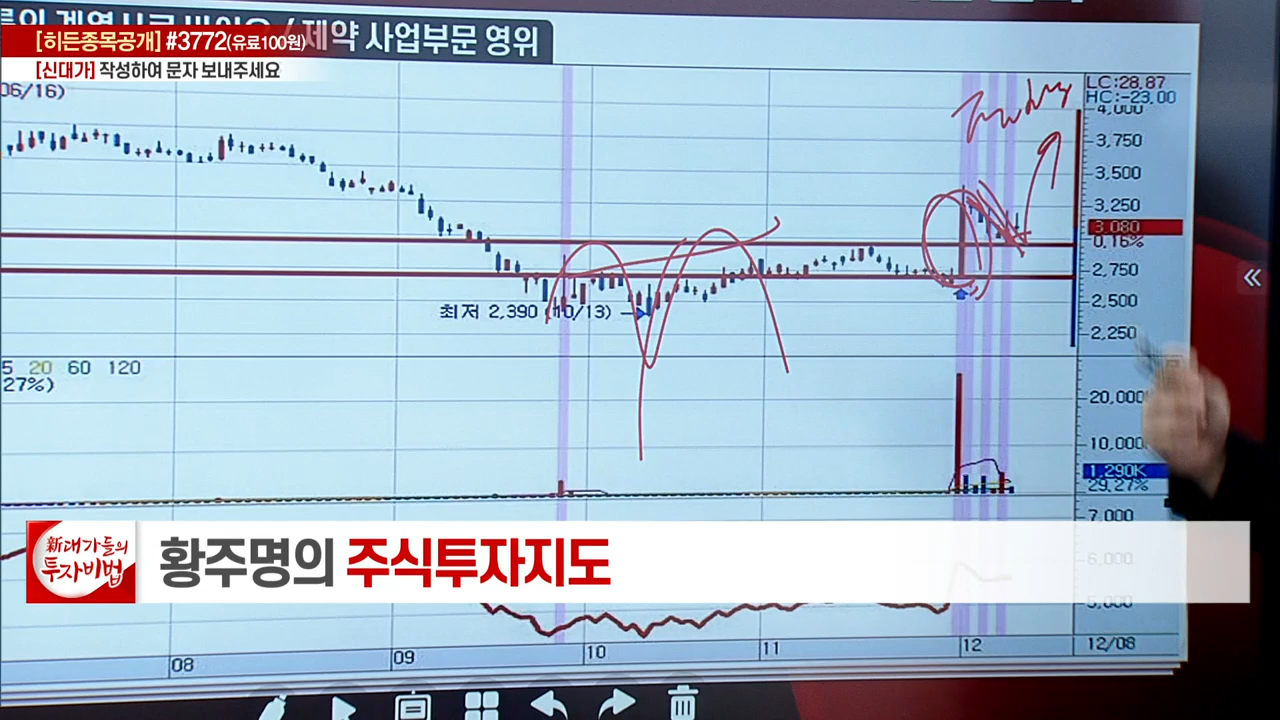 제약 사업부문 영위
[히든종목공개] #3772(유료100원)
[신대가] 작성하여 문자 보내주세요
06/16)
LC:28.87
HC:-23.00
4,000
3,750
3,500
3,250
3,080
0.16%
2,750
2,500
2,250
최저 2,390 (10/13)
5 20 60 120
27%)
20,000
10,000
1,290K
29.27%
7,000
6,000
5,000
新대가들의
투자비법
황주명의 주식투자지도
08 09 10 11 12 12/08